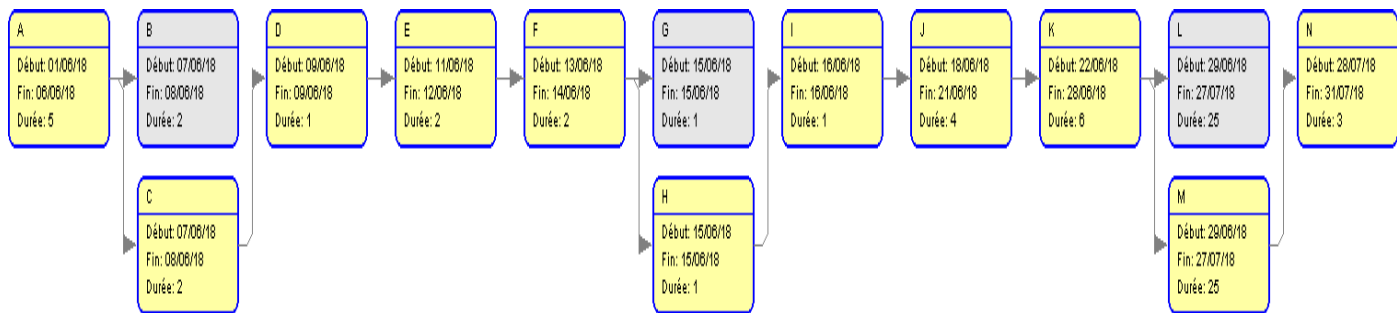 A
Début: 01/06/18
Fin: 06/06/18
Durée: 5
B
Début: 07/06/18
Fin: 08/06/18
Durée: 2
D
Début: 09/06/18
Fin: 09/06/18
Durée: 1
E
Début: 11/06/18
Fin: 12/06/18
Durée: 2
F
Début: 13/06/18
Fin: 14/06/18
Durée: 2
G
Début: 15/06/18
Fin: 15/06/18
Durée: 1
I
Début: 16/06/18
Fin: 16/06/18
Durée: 1
J
Début: 18/06/18
Fin: 21/06/18
Durée: 4
K
Début: 22/06/18
Fin: 28/06/18
Durée: 6
L
Début: 29/06/18
Fin: 27/07/18
Durée: 25
N
Début: 28/07/18
Fin: 31/07/18
Durée: 3
C
Début: 07/06/18
Fin: 08/06/18
Durée: 2
H
Début: 15/06/18
Fin: 15/06/18
Durée: 1
M
Début: 29/06/18
Fin: 27/07/18
Durée: 25